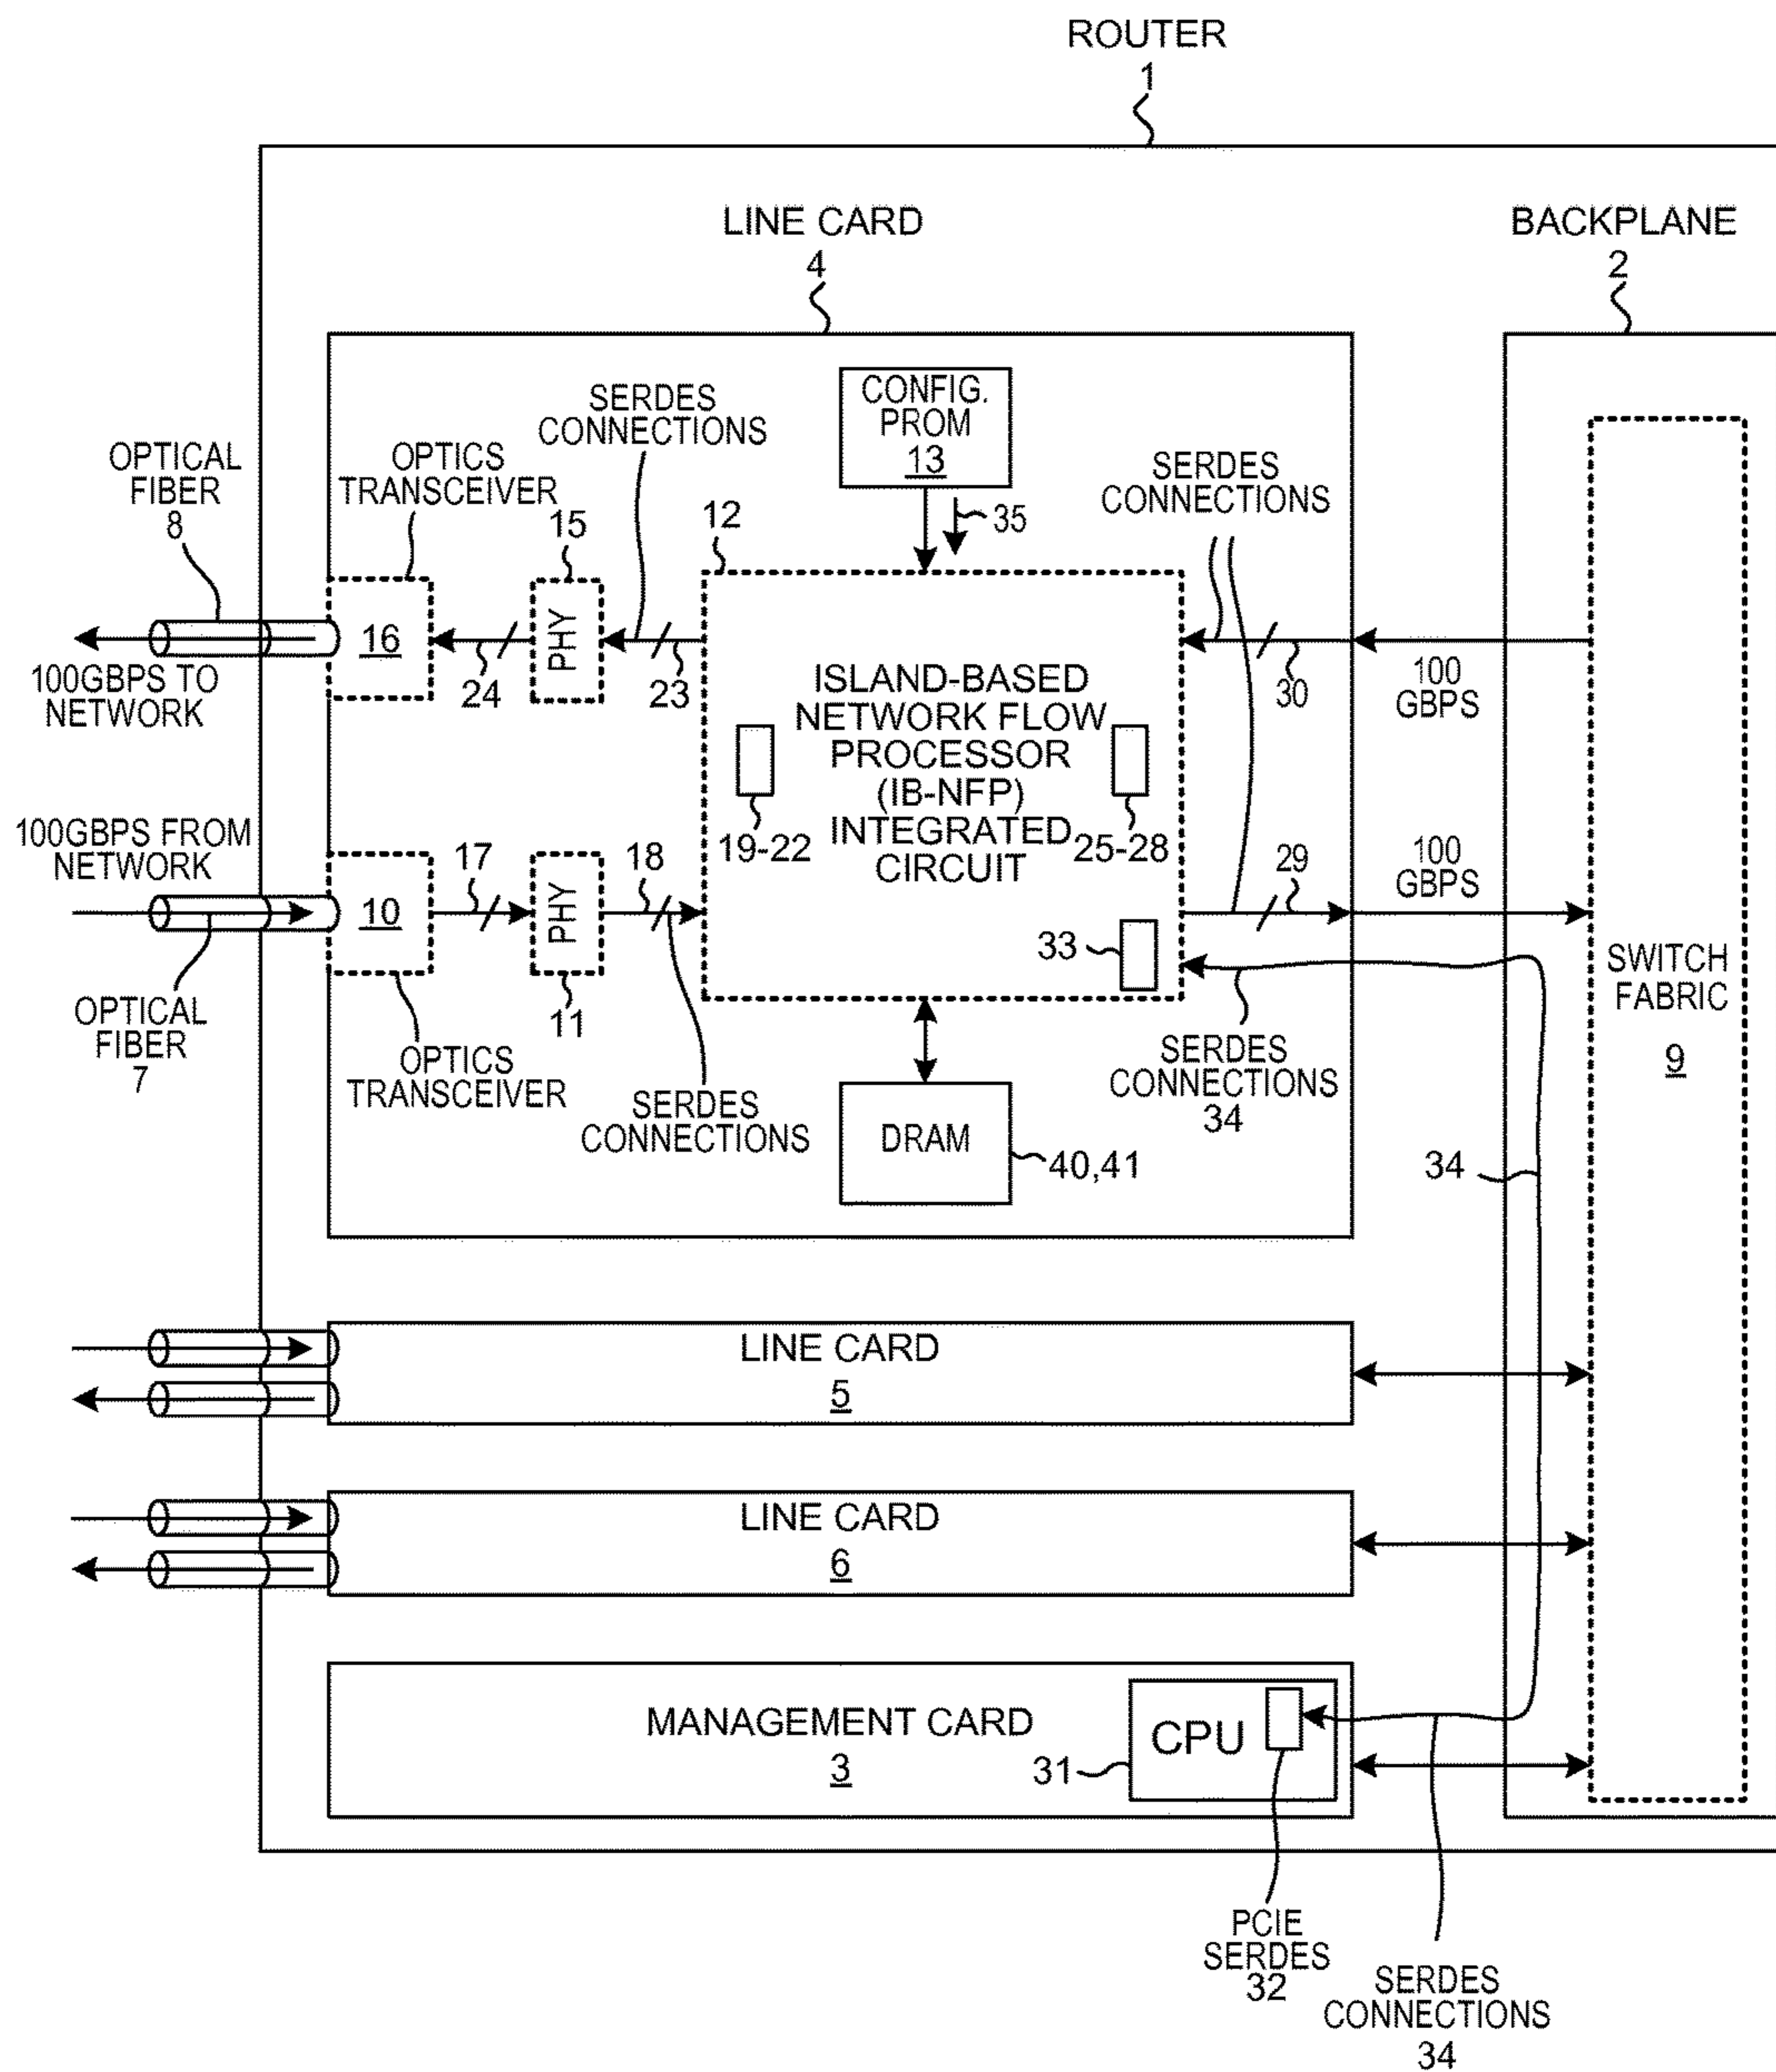 ROUTER
1
LINE CARD
4
BACKPLANE
2
CONFIG.
PROM
13
SERDES
CONNECTIONS
OPTICAL
FIBER
8
OPTICS
TRANSCEIVER
SERDES
CONNECTIONS
15
12
35
16
PHY
24
23
30
100
GBPS
100GBPS TO
NETWORK
ISLAND-BASED
NETWORK FLOW
PROCESSOR
(IB-NFP)
INTEGRATED
CIRCUIT
19-22
25-28
100GBPS FROM
NETWORK
17
18
29
100
GBPS
10
PHY
33
SWITCH
FABRIC
9
OPTICAL
FIBER
7
11
OPTICS
TRANSCEIVER
SERDES
CONNECTIONS
SERDES
CONNECTIONS
34
DRAM
40,41
34
LINE CARD
5
LINE CARD
6
MANAGEMENT CARD
3
31
CPU
PCIE
SERDES
32
SERDES
CONNECTIONS
34